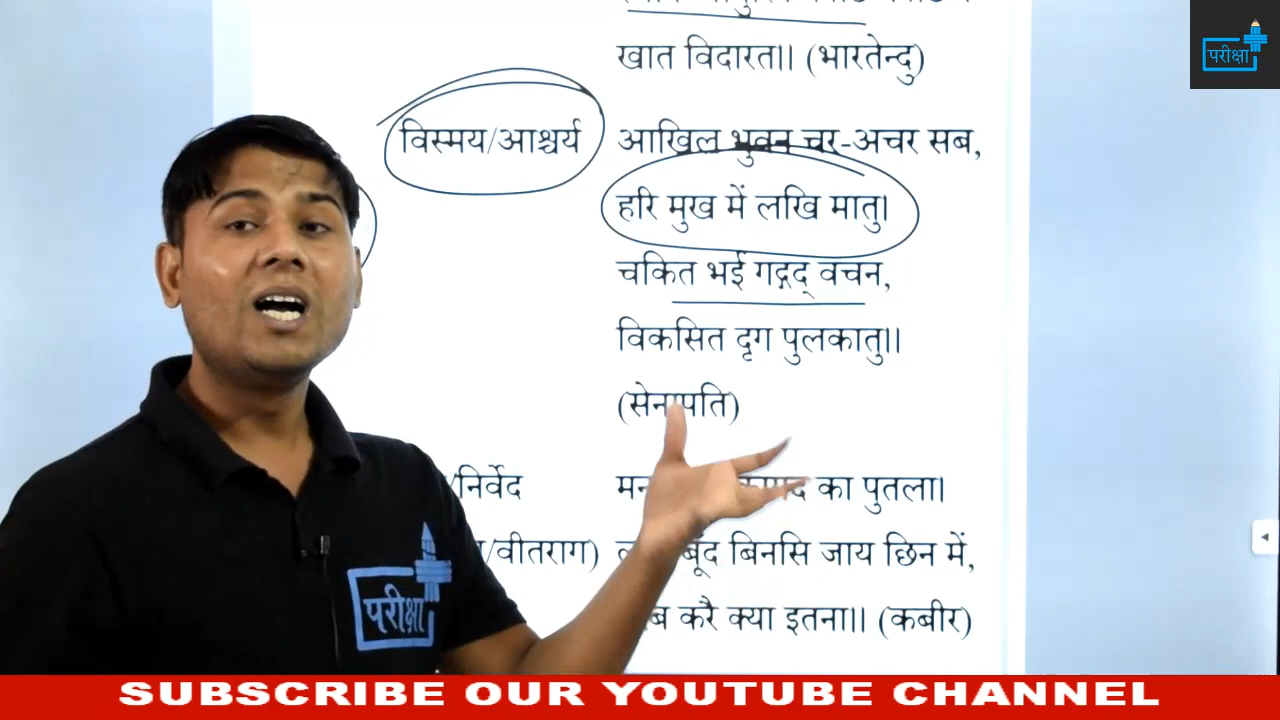 खात विदारत।। (भारतेन्दु)
परीक्षा
विस्मय/आश्चर्य
आखिल भुवन चर-अचर सब,
हरि मुख में लखि मातु।
चकित भई गद्गद् वचन,
विकसित दृग पुलकातु।।
(सेनापति)
/निर्वेद
का पुतला।
/वीतराग)
बूँद बिनसि जाय छिन में,
करै क्या इतना।। (कबीर)
परीक्षा
SUBSCRIBE OUR YOUTUBE CHANNEL